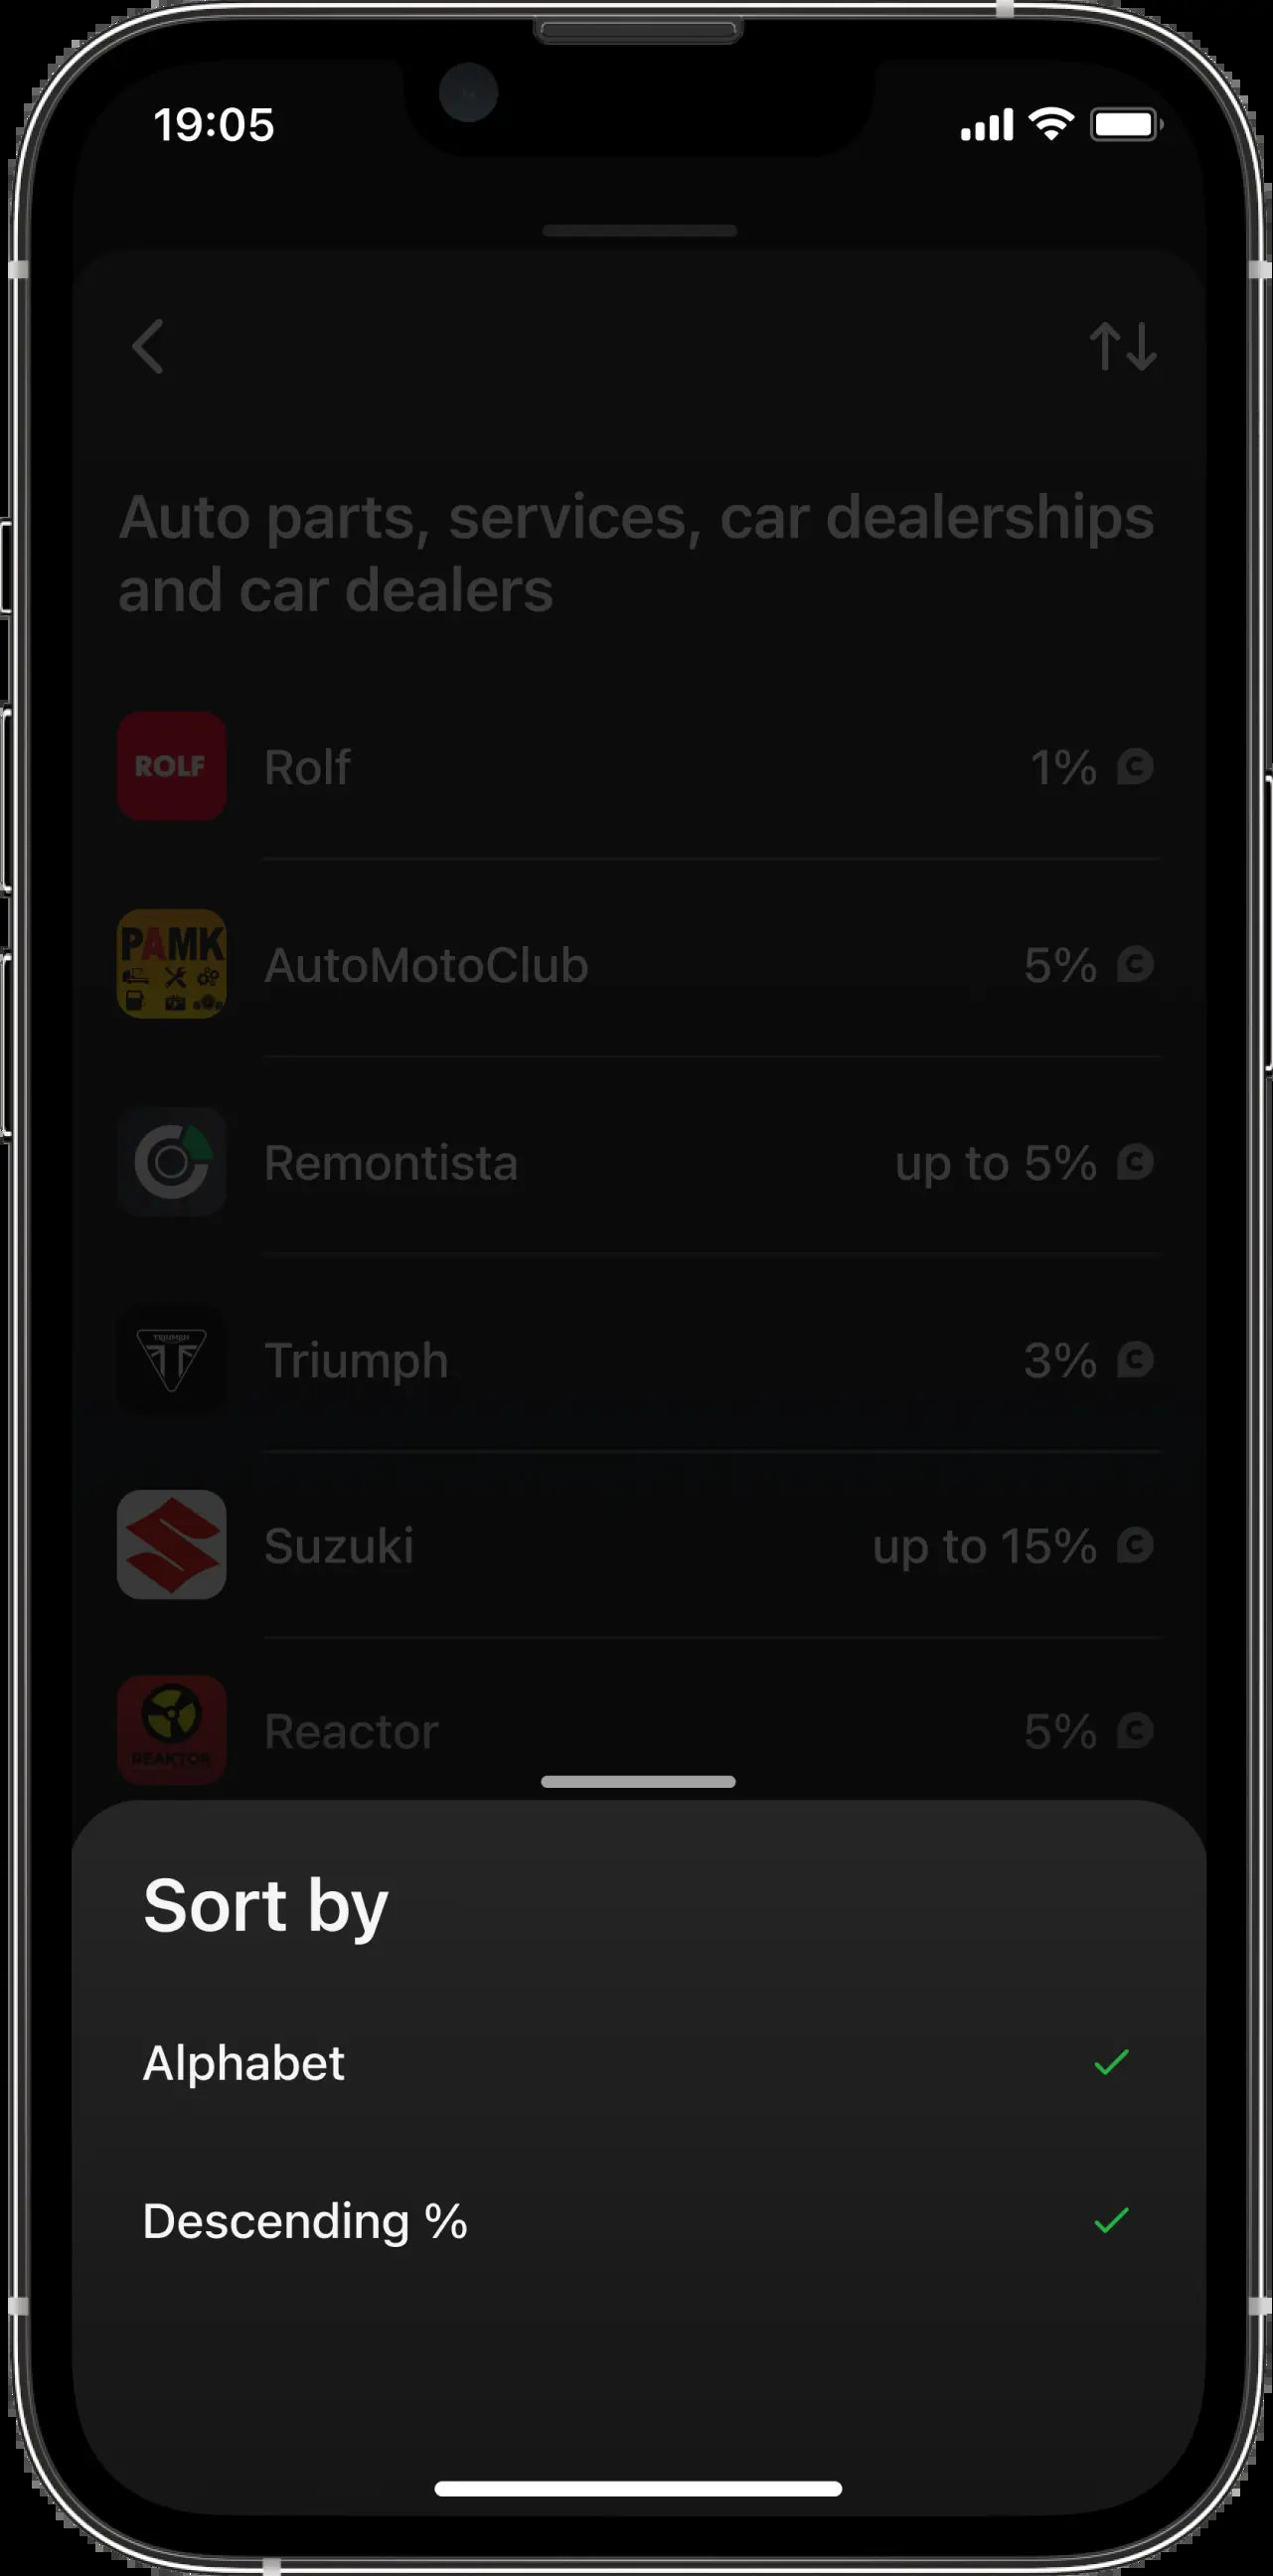 19:05
Auto parts, services, car dealerships
and car dealers
ROLF
Rolf
1%
PAMK
AutoMotoClub
5%
Remontista
up to 5%
TRIUMPH
Triumph
3%
Suzuki
up to 15%
REAKTOR
Reactor
5%
Sort by
Alphabet
Descending %